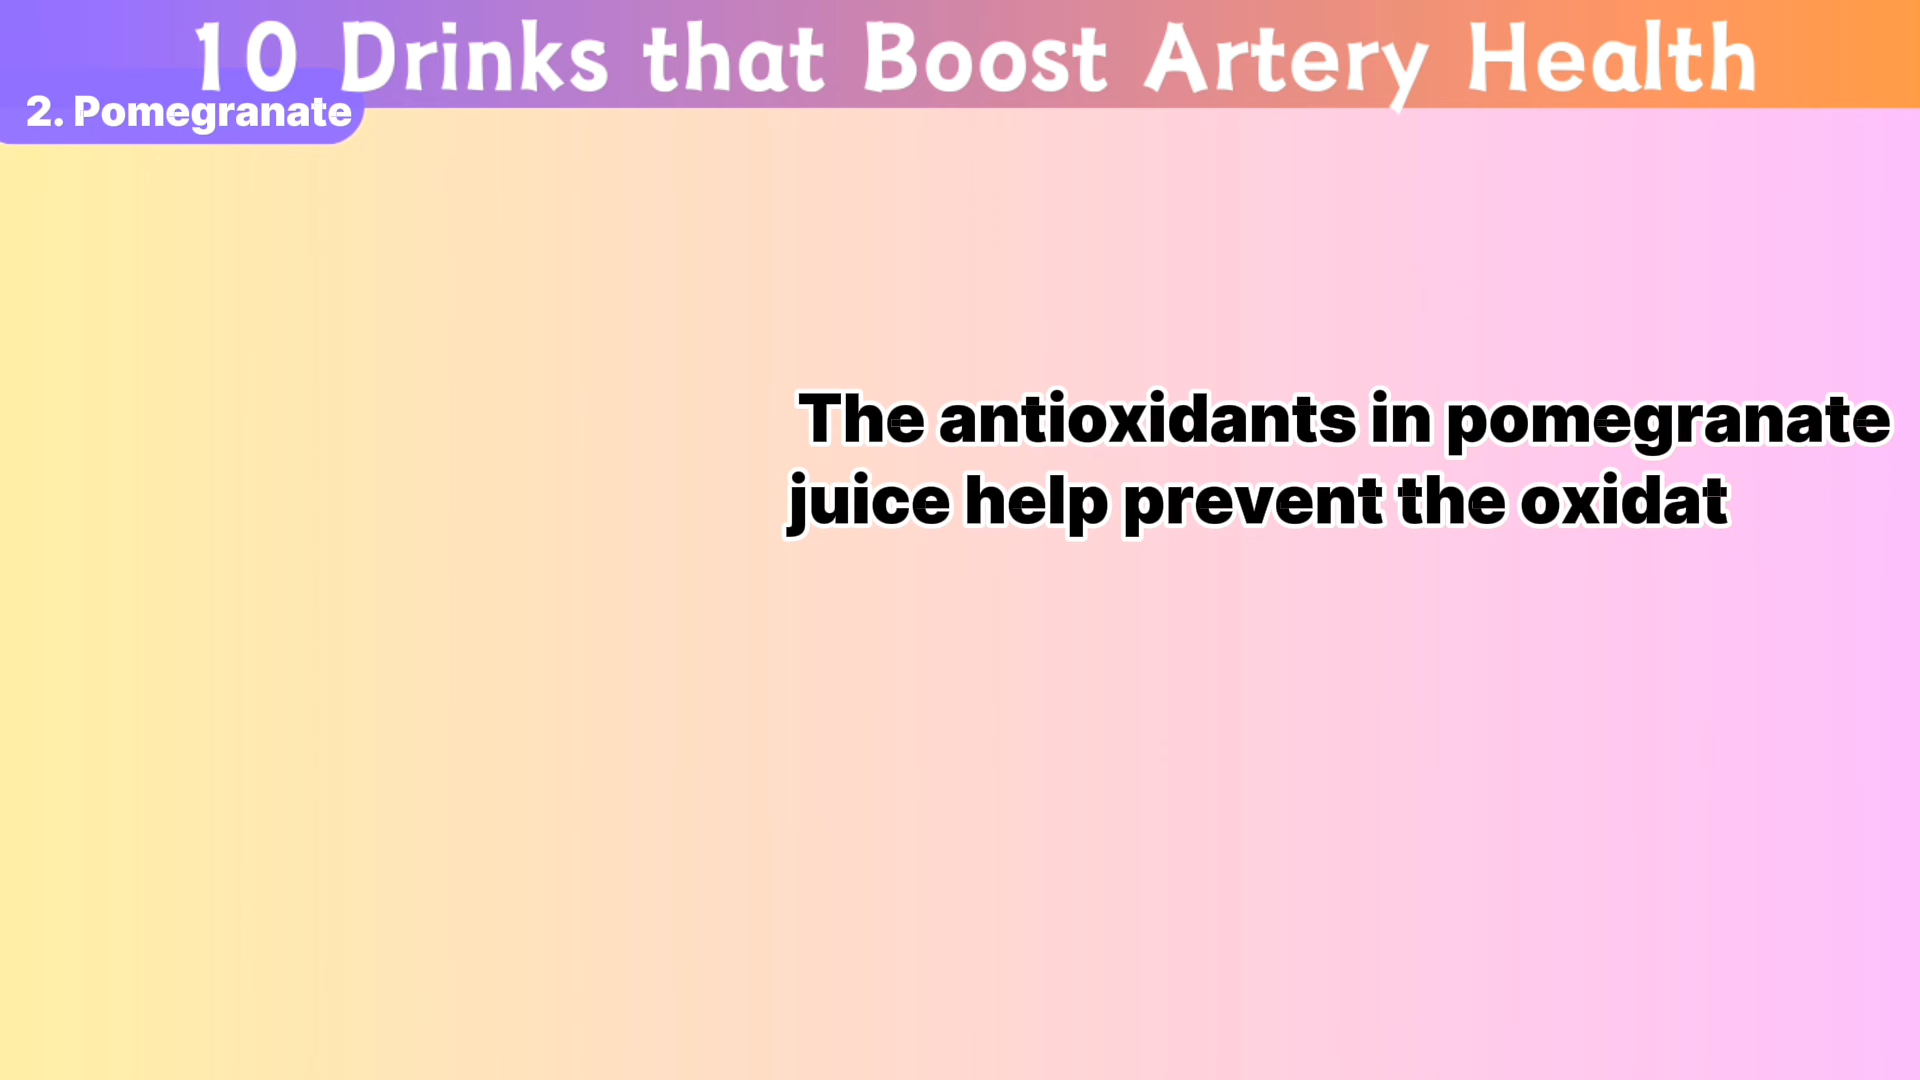 10 Drinks that Boost Artery Health
2. Pomegranate
The antioxidants in pomegranate
juice help prevent the oxidat